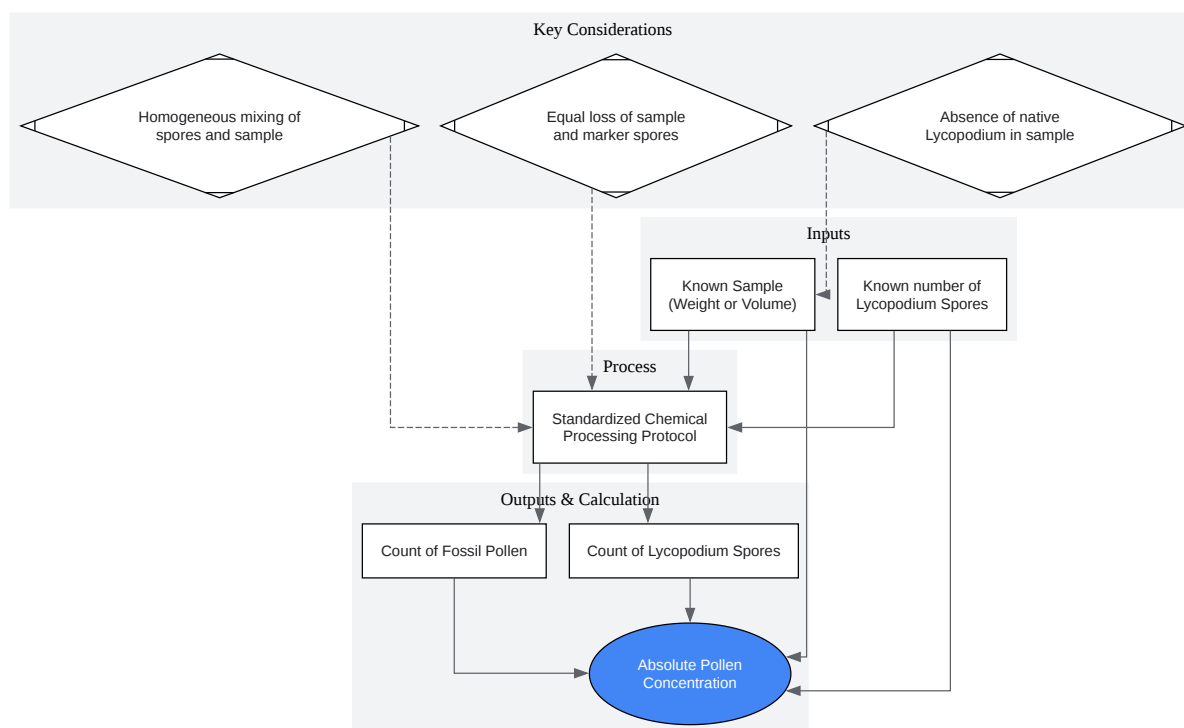 Key Considerations
Homogeneous mixing of
spores and sample
Equal loss of sample
and marker spores
Absence of native
Lycopodium in sample
Inputs
Known Sample
(Weight or Volume)
Known number of
Lycopodium Spores
Process
Standardized Chemical
Processing Protocol
Outputs & Calculation
Count of Fossil Pollen
Count of Lycopodium Spores
Absolute Pollen
Concentration